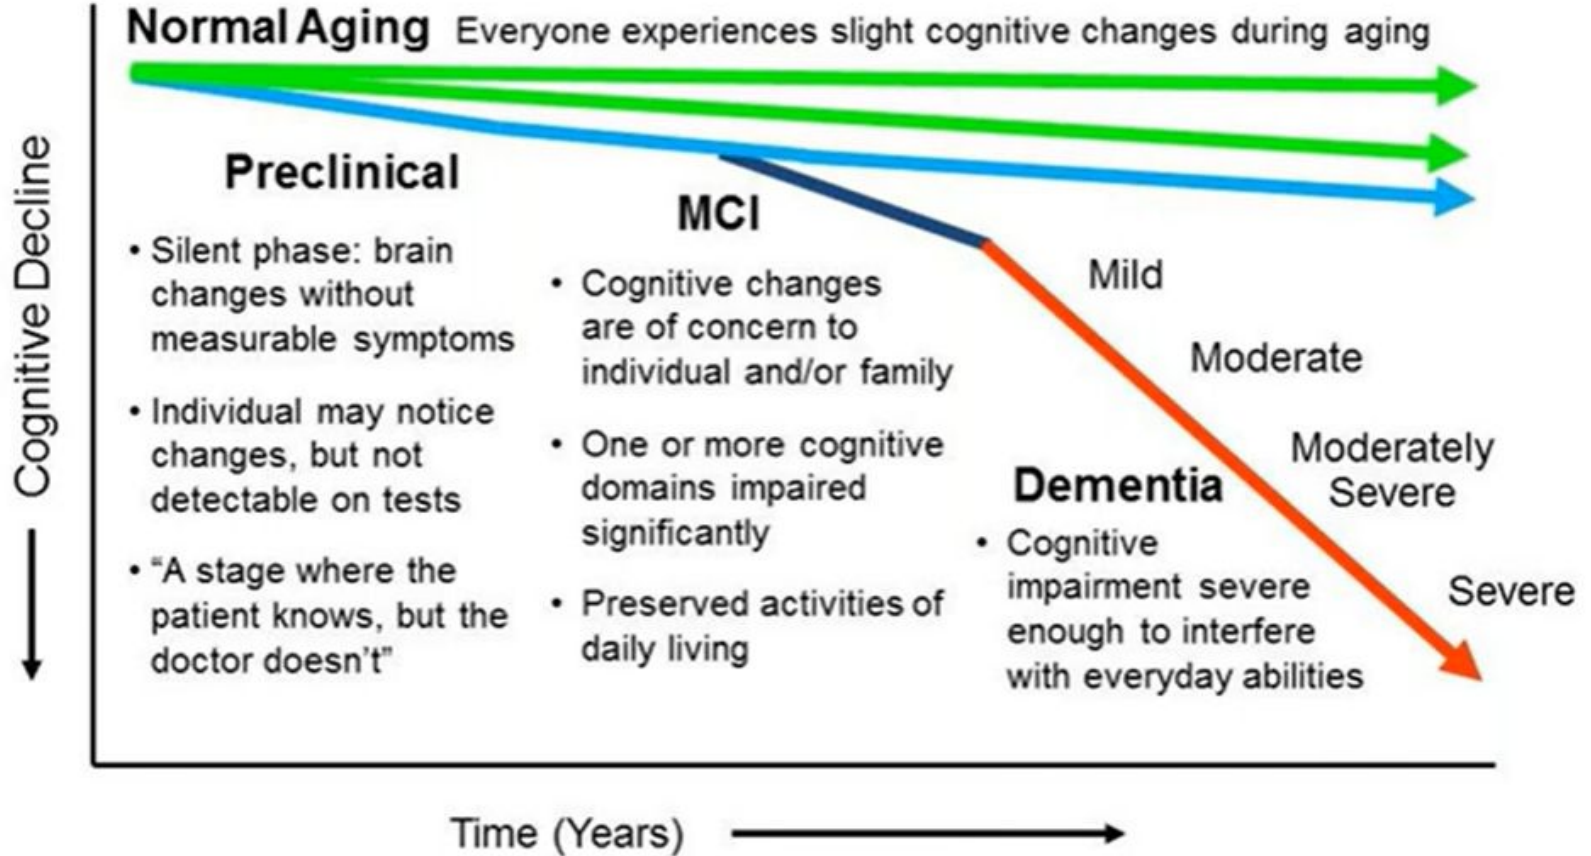 Normal Aging Everyone experiences slight cognitive changes during aging
Cognitive Decline
Preclinical
• Silent phase: brain
changes without
measurable symptoms
• Individual may notice
changes, but not
detectable on tests
• “A stage where the
patient knows, but the
doctor doesn’t”
MCI
• Cognitive changes
are of concern to
individual and/or family
• One or more cognitive
domains impaired
significantly
• Preserved activities of
daily living
Dementia
• Cognitive
impairment severe
enough to interfere
with everyday abilities
Mild
Moderate
Moderately
Severe
Severe
Time (Years)